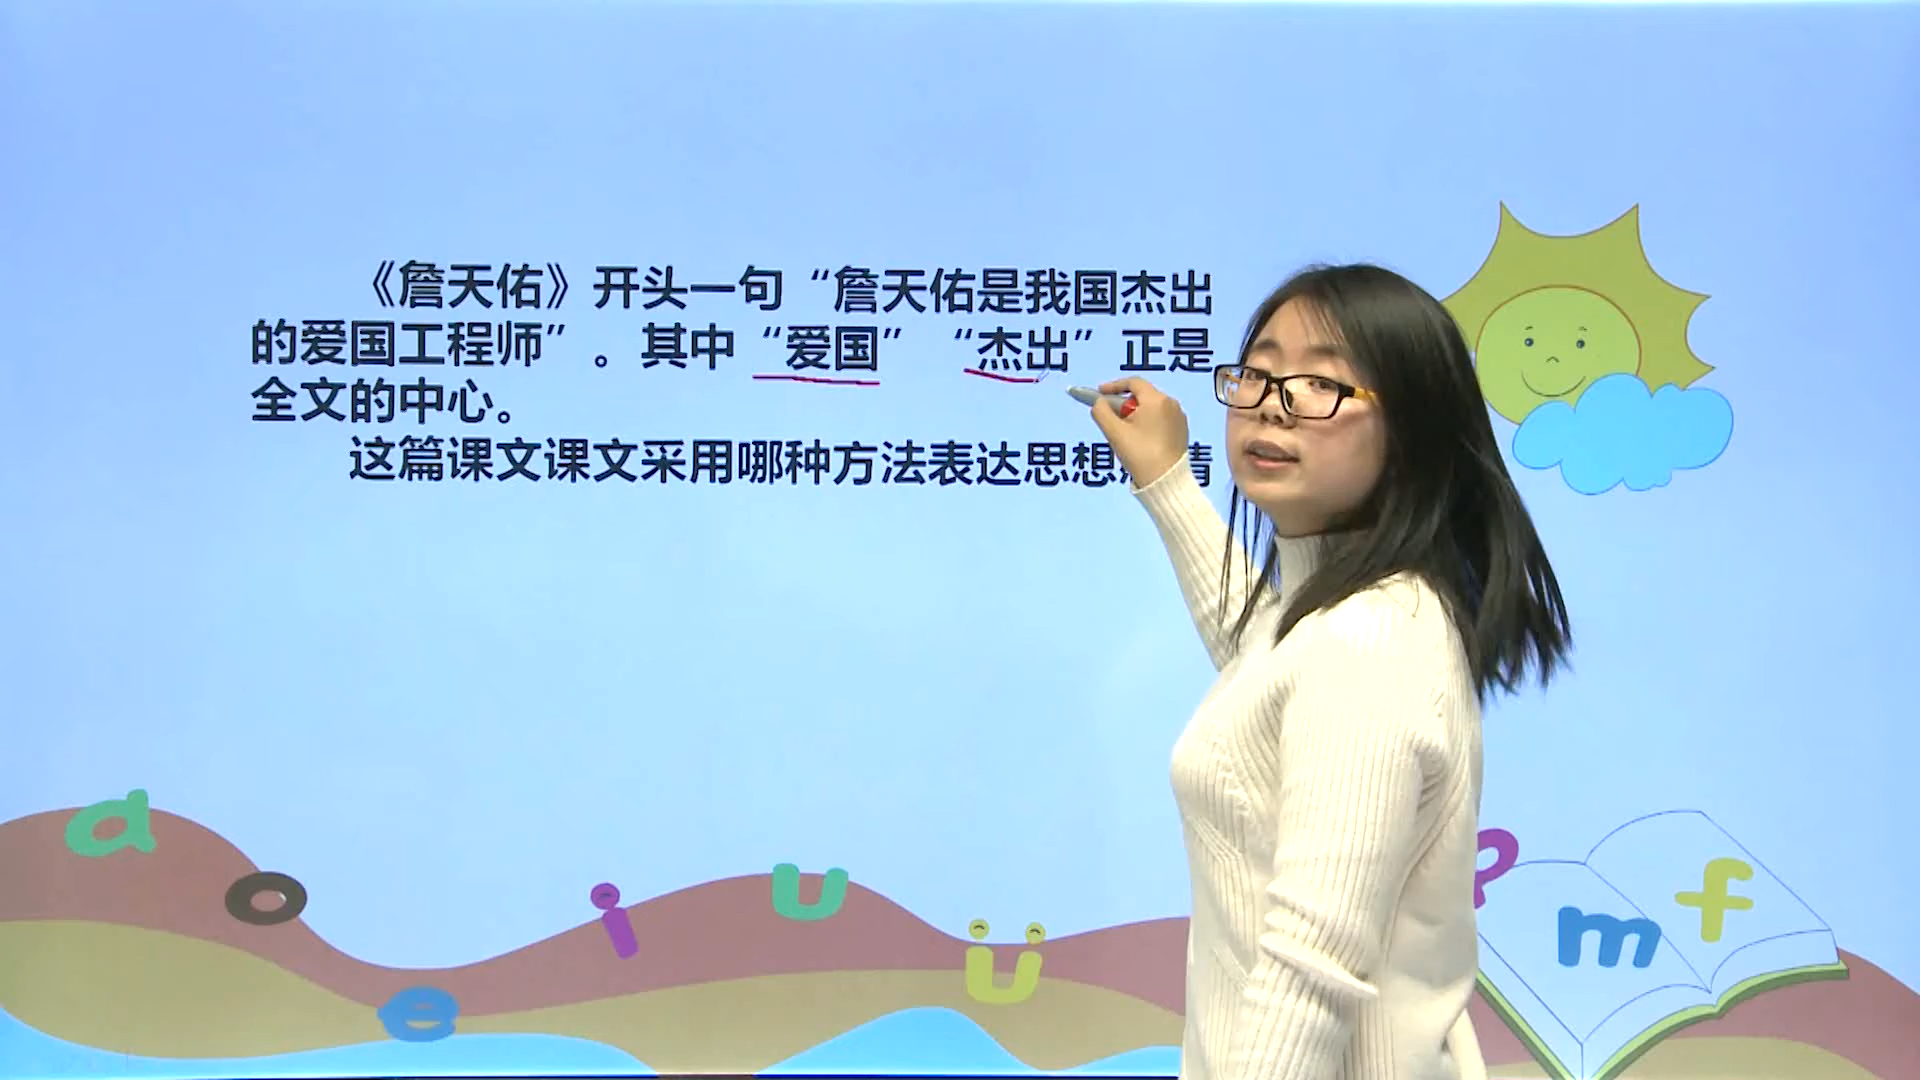 《詹天佑》开头一句“詹天佑是我国杰出
的爱国工程师”。其中“爱国”“杰出”正是
全文的中心。
这篇课文课文采用哪种方法表达思想 情
a
o
e
i
u
ü
m
f